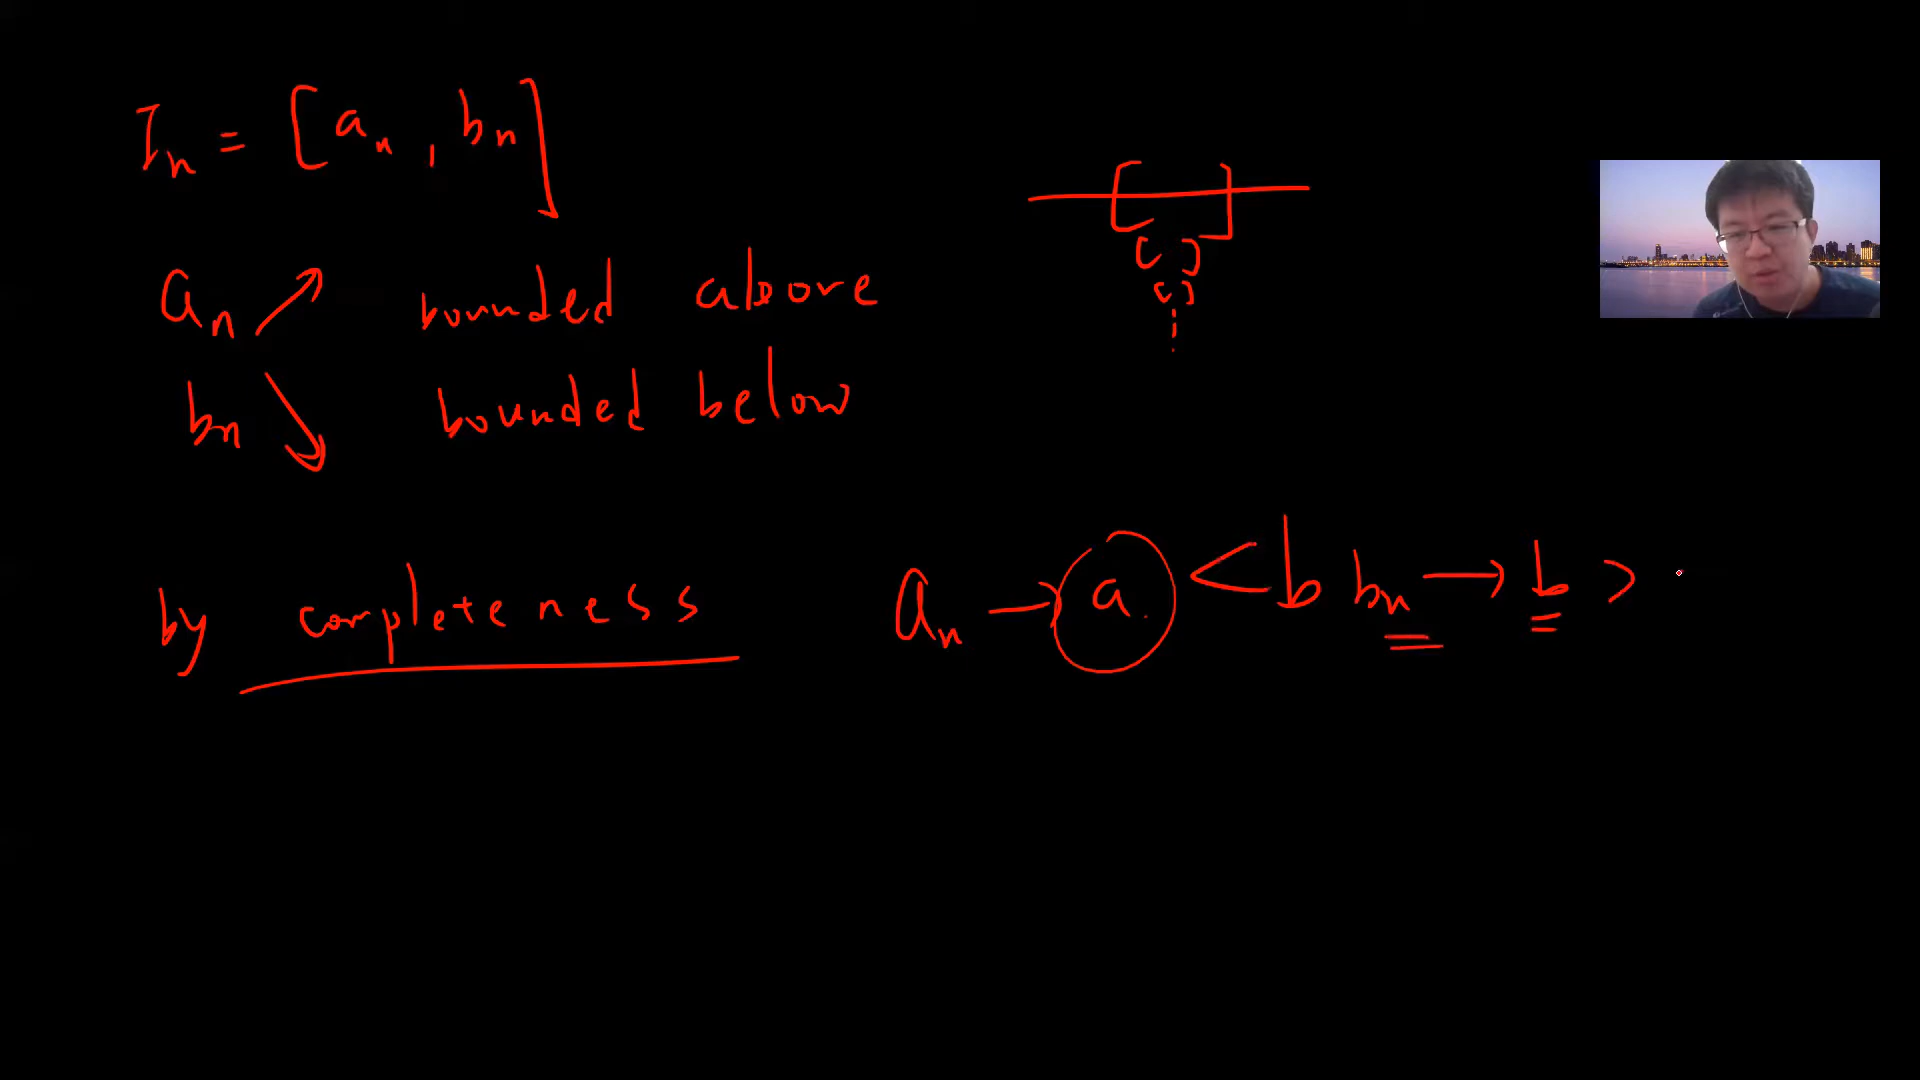 Iₙ = [aₙ, bₙ]
aₙ ↗ bounded above
bₙ ↘ bounded below
by completeness aₙ → a < b bₙ → b >